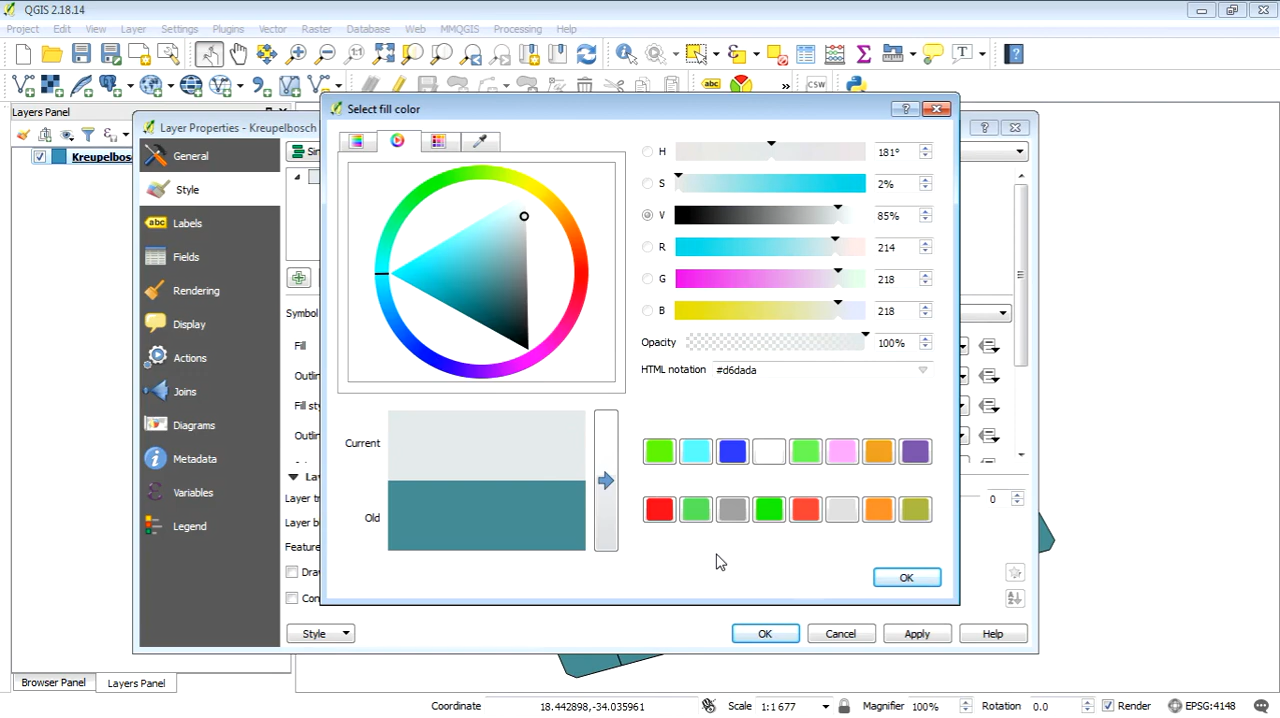 QGIS 2.18.14
Project Edit View Layer Settings Plugins Vector Raster Database Web MMQGIS Processing Help
Layers Panel
Kreupelbosc
Layer Properties - Kreupelbosch
General
Style
Labels
Fields
Rendering
Display
Actions
Joins
Diagrams
Metadata
Variables
Legend
Symbol
Fill
Outlin
Fill sty
Outlin
La
Layer tr
Layer b
Feature
Style
OK
Cancel
Apply
Help
0
Select fill color
H 181°
S 2%
V 85%
R 214
G 218
B 218
Opacity 100%
HTML notation #d6dada
Current
Old
OK
Browser Panel Layers Panel
Coordinate 18.442898,-34.035961 Scale 1:1 677 Magnifier 100% Rotation 0.0 Render EPSG:4148